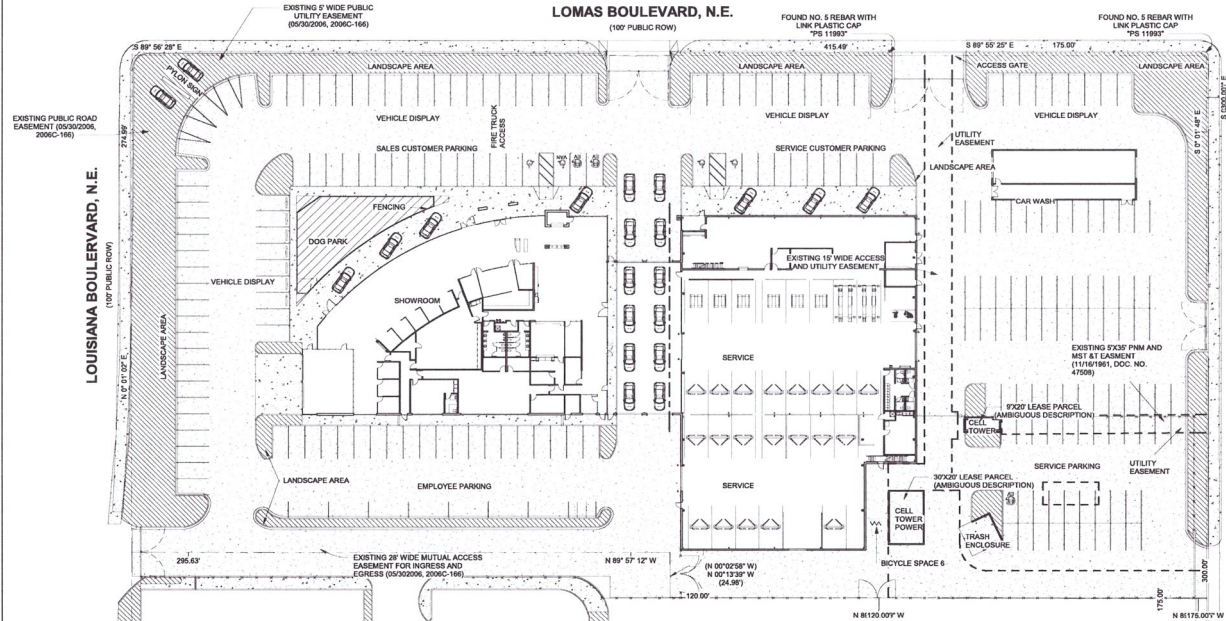 LOMAS BOULEVARD, N.E.
(100' PUBLIC ROW)
EXISTING 5' WIDE PUBLIC
UTILITY EASEMENT
(05/30/2006, 2006C-166)
FOUND NO. 5 REBAR WITH
LINK PLASTIC CAP
"PS 11993"
FOUND NO. 5 REBAR WITH
LINK PLASTIC CAP
"PS 11993"
S 89° 56' 28" E
415.49'
S 89° 55' 25" E
175.00'
LANDSCAPE AREA
LANDSCAPE AREA
ACCESS GATE
LANDSCAPE AREA
PYLON SIGN
EXISTING PUBLIC ROAD
EASEMENT (05/30/2006,
2006C-166)
274.99'
VEHICLE DISPLAY
FIRE TRUCK
ACCESS
VEHICLE DISPLAY
VEHICLE DISPLAY
S 0° 01' 48" E
UTILITY
EASEMENT
SALES CUSTOMER PARKING
SERVICE CUSTOMER PARKING
LANDSCAPE AREA
LOUISIANA BOULERVARD, N.E.
(100' PUBLIC ROW)
FENCING
DOG PARK
CAR WASH
EXISTING 15' WIDE ACCESS
AND UTILITY EASEMENT
VEHICLE DISPLAY
SHOWROOM
LANDSCAPE AREA
N 0° 01' 02" E
SERVICE
EXISTING 5'X35' PNM AND
MST &T EASMENT
(11/16/1961, DOC. NO.
47508)
9'X20' LEASE PARCEL
(AMBIGUOUS DESCRIPTION)
CELL
TOWER
SERVICE PARKING
UTILITY
EASEMENT
LANDSCAPE AREA
EMPLOYEE PARKING
SERVICE
30'X20' LEASE PARCEL
(AMBIGUOUS DESCRIPTION)
CELL
TOWER
POWER
TRASH
ENCLOSURE
BICYCLE SPACE 6
295.63'
EXISTING 28' WIDE MUTUAL ACCESS
EASEMENT FOR INGRESS AND
EGRESS (05/302006, 2006C-166)
N 89° 57' 12" W
(N 00°02'58" W)
N 00°13'39" W
(24.98')
120.00'
300.00'
175.00'